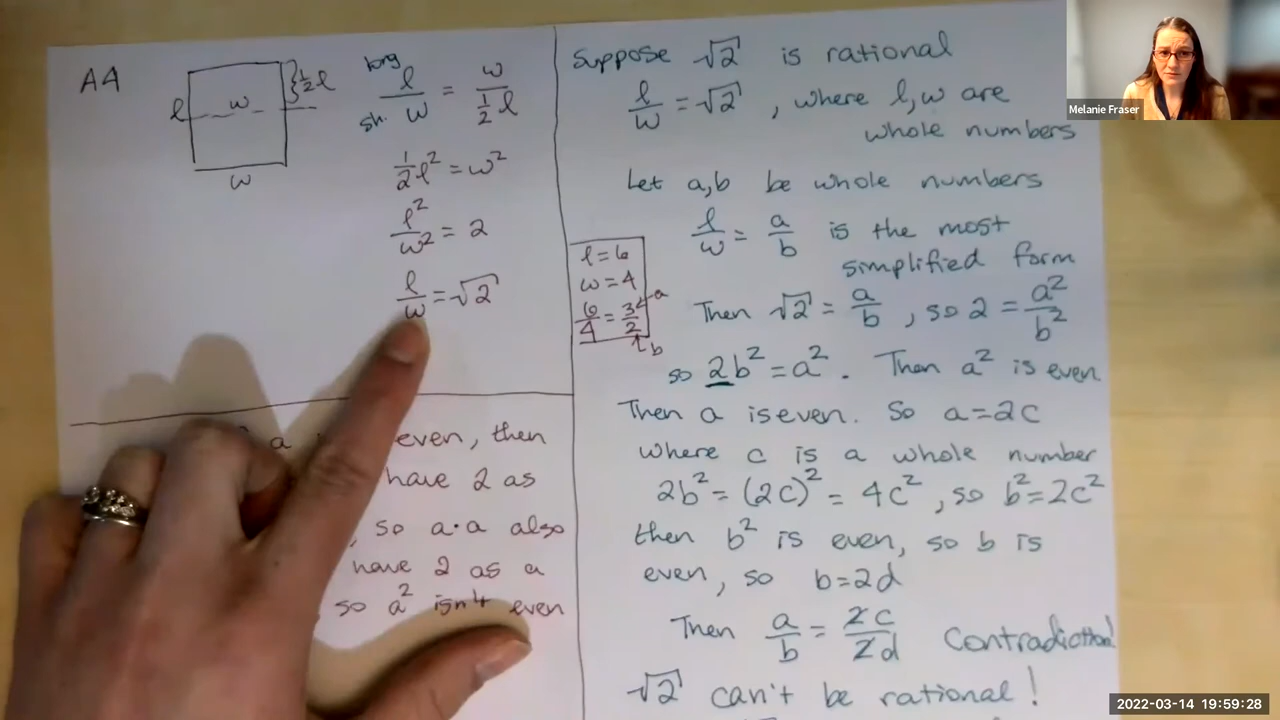 A4
l
w
w
½l
long
l/w = w/½l
sh.
½l² = w²
l²/w² = 2
l/w = √2
a even, then
have 2 as
, so a·a also
have 2 as a
so a² isn't even
Suppose √2 is rational
l/w = √2, where l,w are
whole numbers
Let a,b be whole numbers
l/w = a/b is the most
simplified form
l = 6
w = 4
6/4 = 3/2
a
b
Then √2 = a/b, so 2 = a²/b²
so 2b² = a². Then a² is even
Then a is even. So a = 2c
where c is a whole number
2b² = (2c)² = 4c², so b² = 2c²
then b² is even, so b is
even, so b = 2d
Then a/b = 2c/2d Contradiction!
√2 can't be rational!
Melanie Fraser
2022-03-14 19:59:28